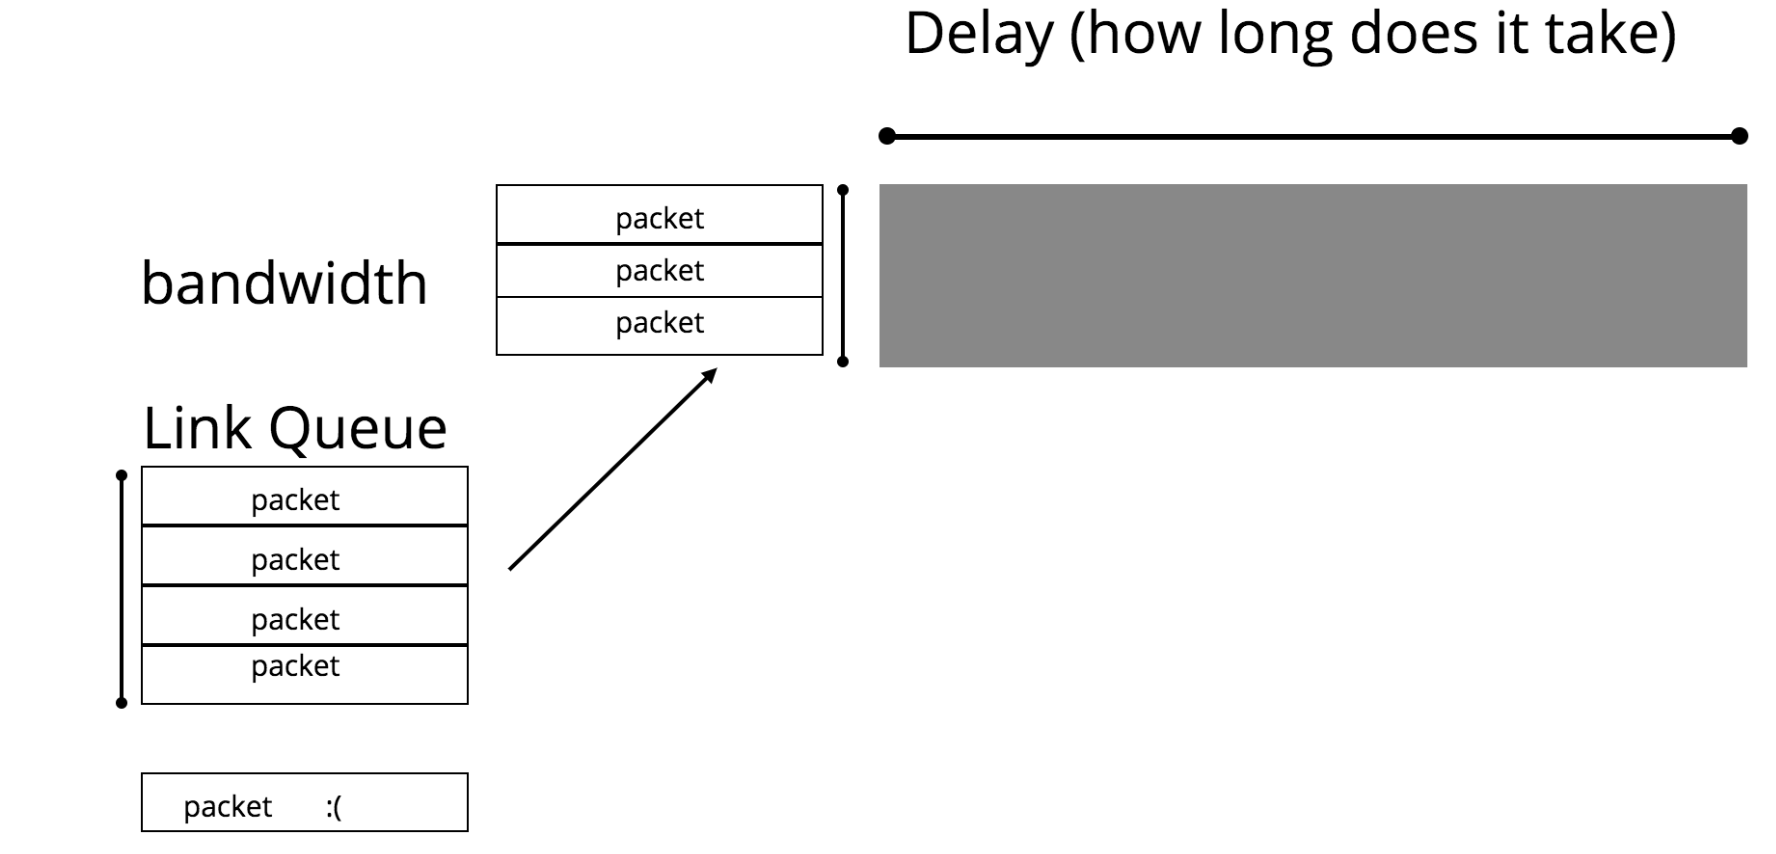 Delay (how long does it take)
packet
packet
packet
bandwidth
Link Queue
packet
packet
packet
packet
packet :(